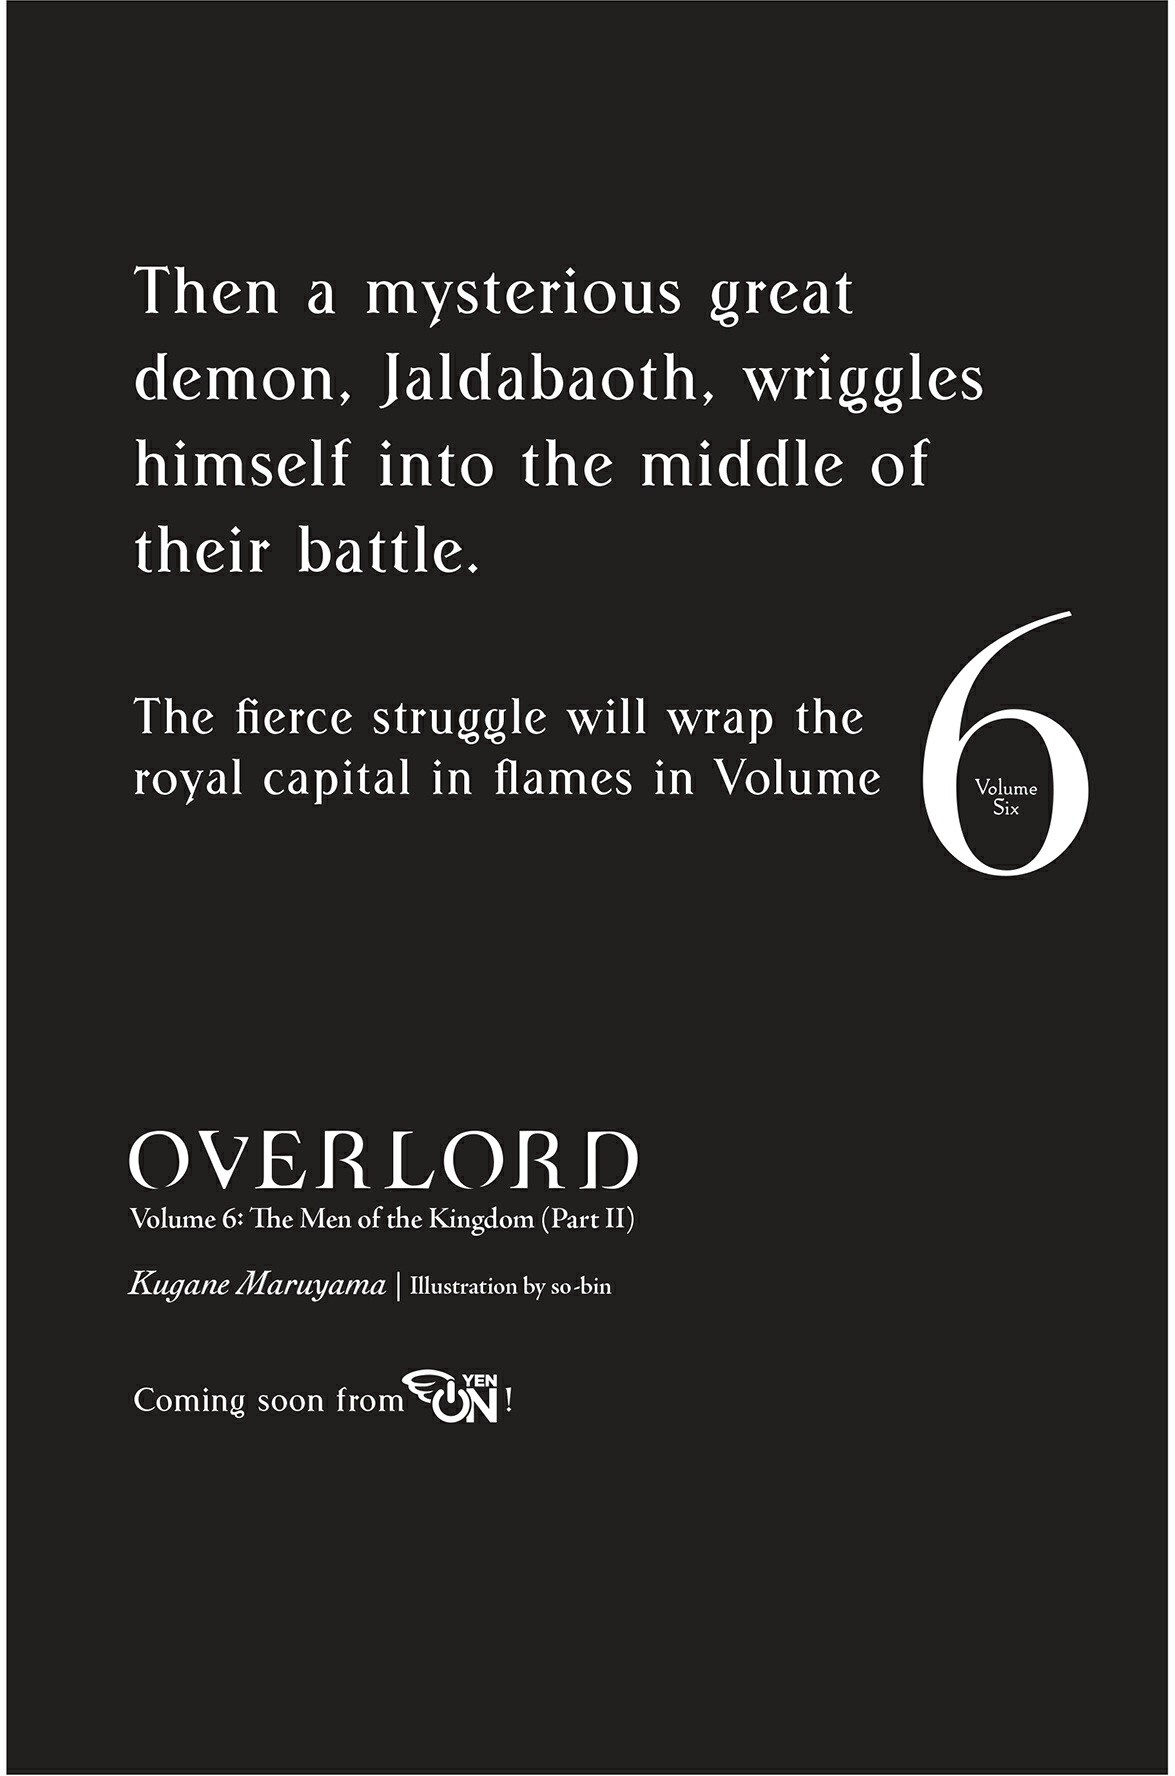 Then a mysterious great
demon, Jaldabaoth, wriggles
himself into the middle of
their battle.
The fierce struggle will wrap the
royal capital in flames in Volume
6
Volume
Six
OVERLORD
Volume 6: The Men of the Kingdom (Part II)
Kugane Maruyama | Illustration by so-bin
Coming soon from YEN ON!